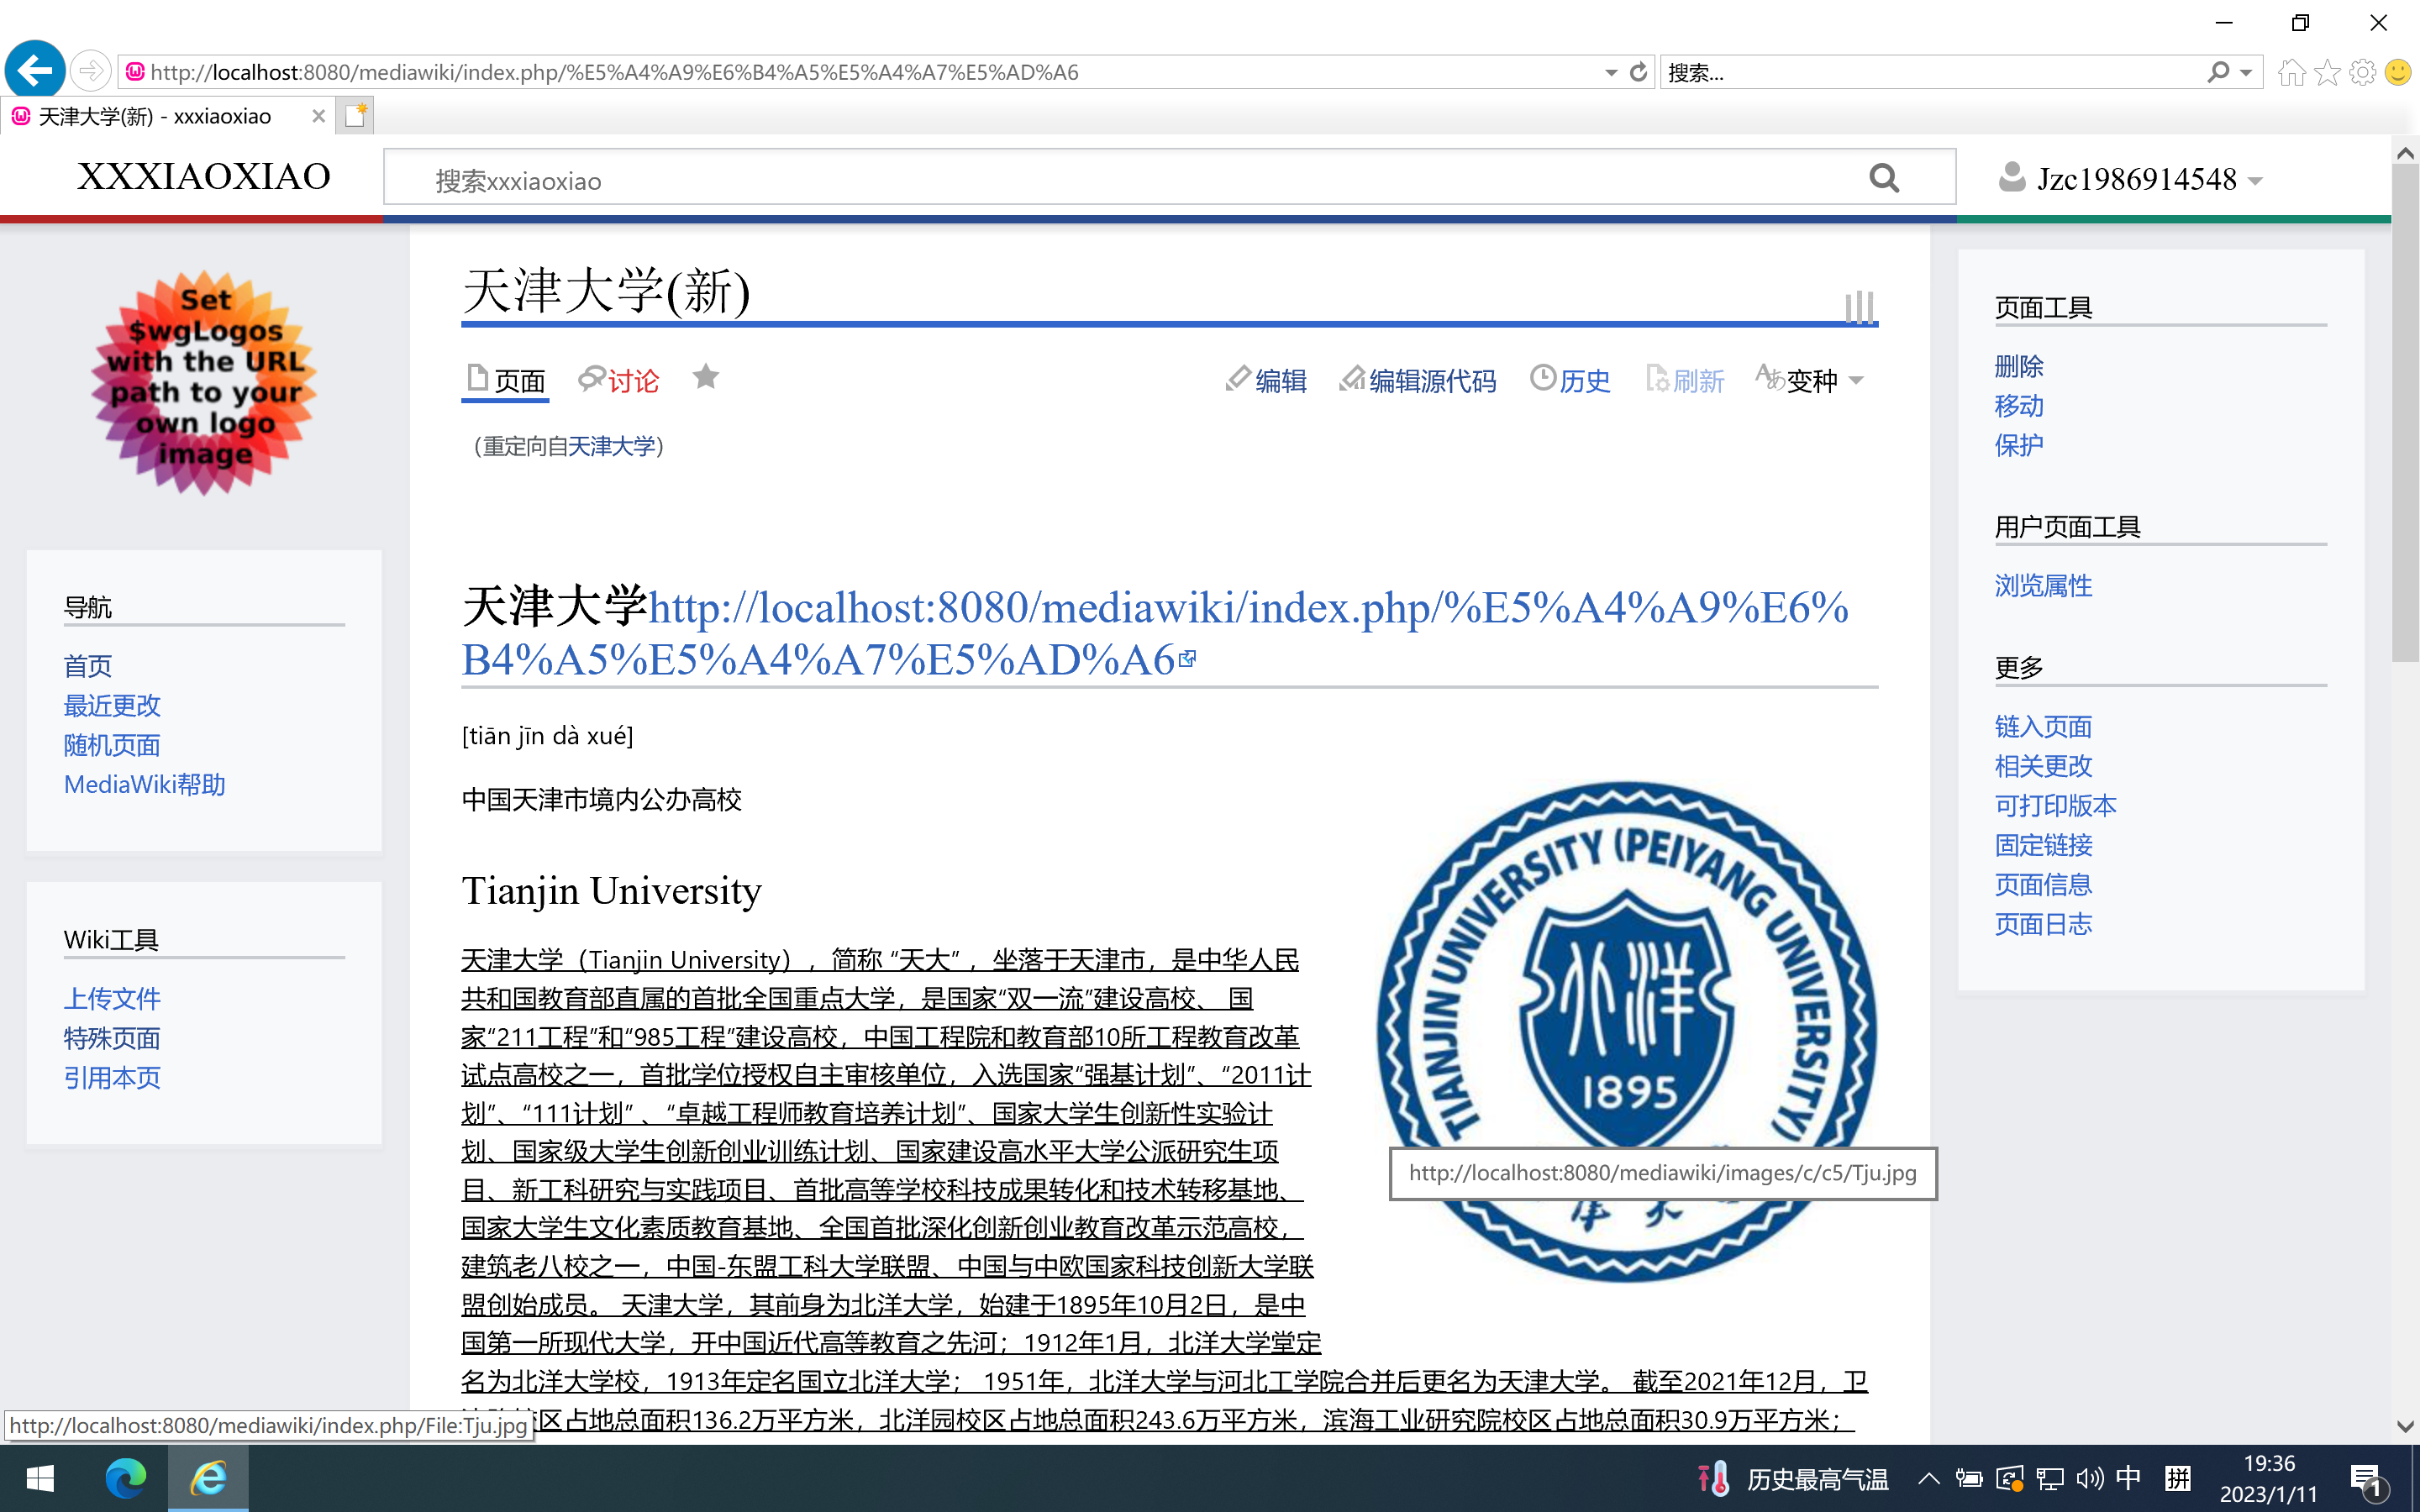 http://localhost:8080/mediawiki/index.php/%E5%A4%A9%E6%B4%A5%E5%A4%A7%E5%AD%A6
搜索...
天津大学(新) - xxxiaoxiao
XXXIAOXIAO
搜索xxxiaoxiao
Jzc1986914548
Set
$wgLogos
with the URL
path to your
own logo
image
导航
首页
最近更改
随机页面
MediaWiki帮助
Wiki工具
上传文件
特殊页面
引用本页
天津大学(新)
页面 讨论 编辑 编辑源代码 历史 刷新 变种
（重定向自天津大学）
天津大学http://localhost:8080/mediawiki/index.php/%E5%A4%A9%E6%
B4%A5%E5%A4%A7%E5%AD%A6
[tiān jīn dà xué]
中国天津市境内公办高校
Tianjin University
天津大学（Tianjin University），简称 “天大” ，坐落于天津市，是中华人民
共和国教育部直属的首批全国重点大学，是国家“双一流”建设高校、 国
家“211工程”和“985工程”建设高校，中国工程院和教育部10所工程教育改革
试点高校之一，首批学位授权自主审核单位，入选国家“强基计划”、“2011计
划”、“111计划” 、“卓越工程师教育培养计划”、国家大学生创新性实验计
划、国家级大学生创新创业训练计划、国家建设高水平大学公派研究生项
目、新工科研究与实践项目、首批高等学校科技成果转化和技术转移基地、
国家大学生文化素质教育基地、全国首批深化创新创业教育改革示范高校，
建筑老八校之一，中国-东盟工科大学联盟、中国与中欧国家科技创新大学联
盟创始成员。 天津大学，其前身为北洋大学，始建于1895年10月2日，是中
国第一所现代大学，开中国近代高等教育之先河；1912年1月，北洋大学堂定
名为北洋大学校，1913年定名国立北洋大学； 1951年，北洋大学与河北工学院合并后更名为天津大学。 截至2021年12月，卫
区占地总面积136.2万平方米，北洋园校区占地总面积243.6万平方米，滨海工业研究院校区占地总面积30.9万平方米；
TIANJIN UNIVERSITY (PEIYANG UNIVERSITY)
北洋
1895
http://localhost:8080/mediawiki/images/c/c5/Tju.jpg
页面工具
删除
移动
保护
用户页面工具
浏览属性
更多
链入页面
相关更改
可打印版本
固定链接
页面信息
页面日志
http://localhost:8080/mediawiki/index.php/File:Tju.jpg
历史最高气温
中
拼
19:36
2023/1/11
1